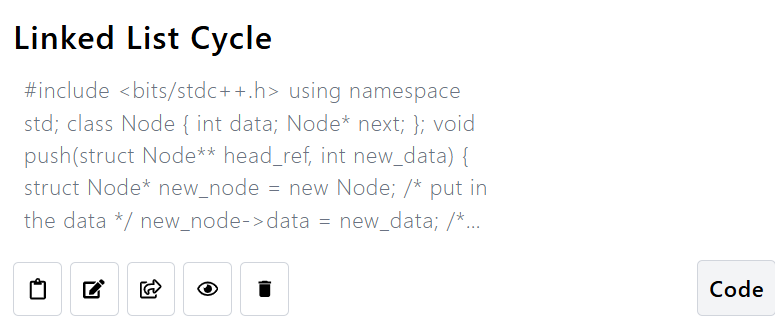 Linked List Cycle
#include <bits/stdc++.h> using namespace
std; class Node { int data; Node* next; }; void
push(struct Node** head_ref, int new_data) {
struct Node* new_node = new Node; /* put in
the data */ new_node->data = new_data; /*...
Code